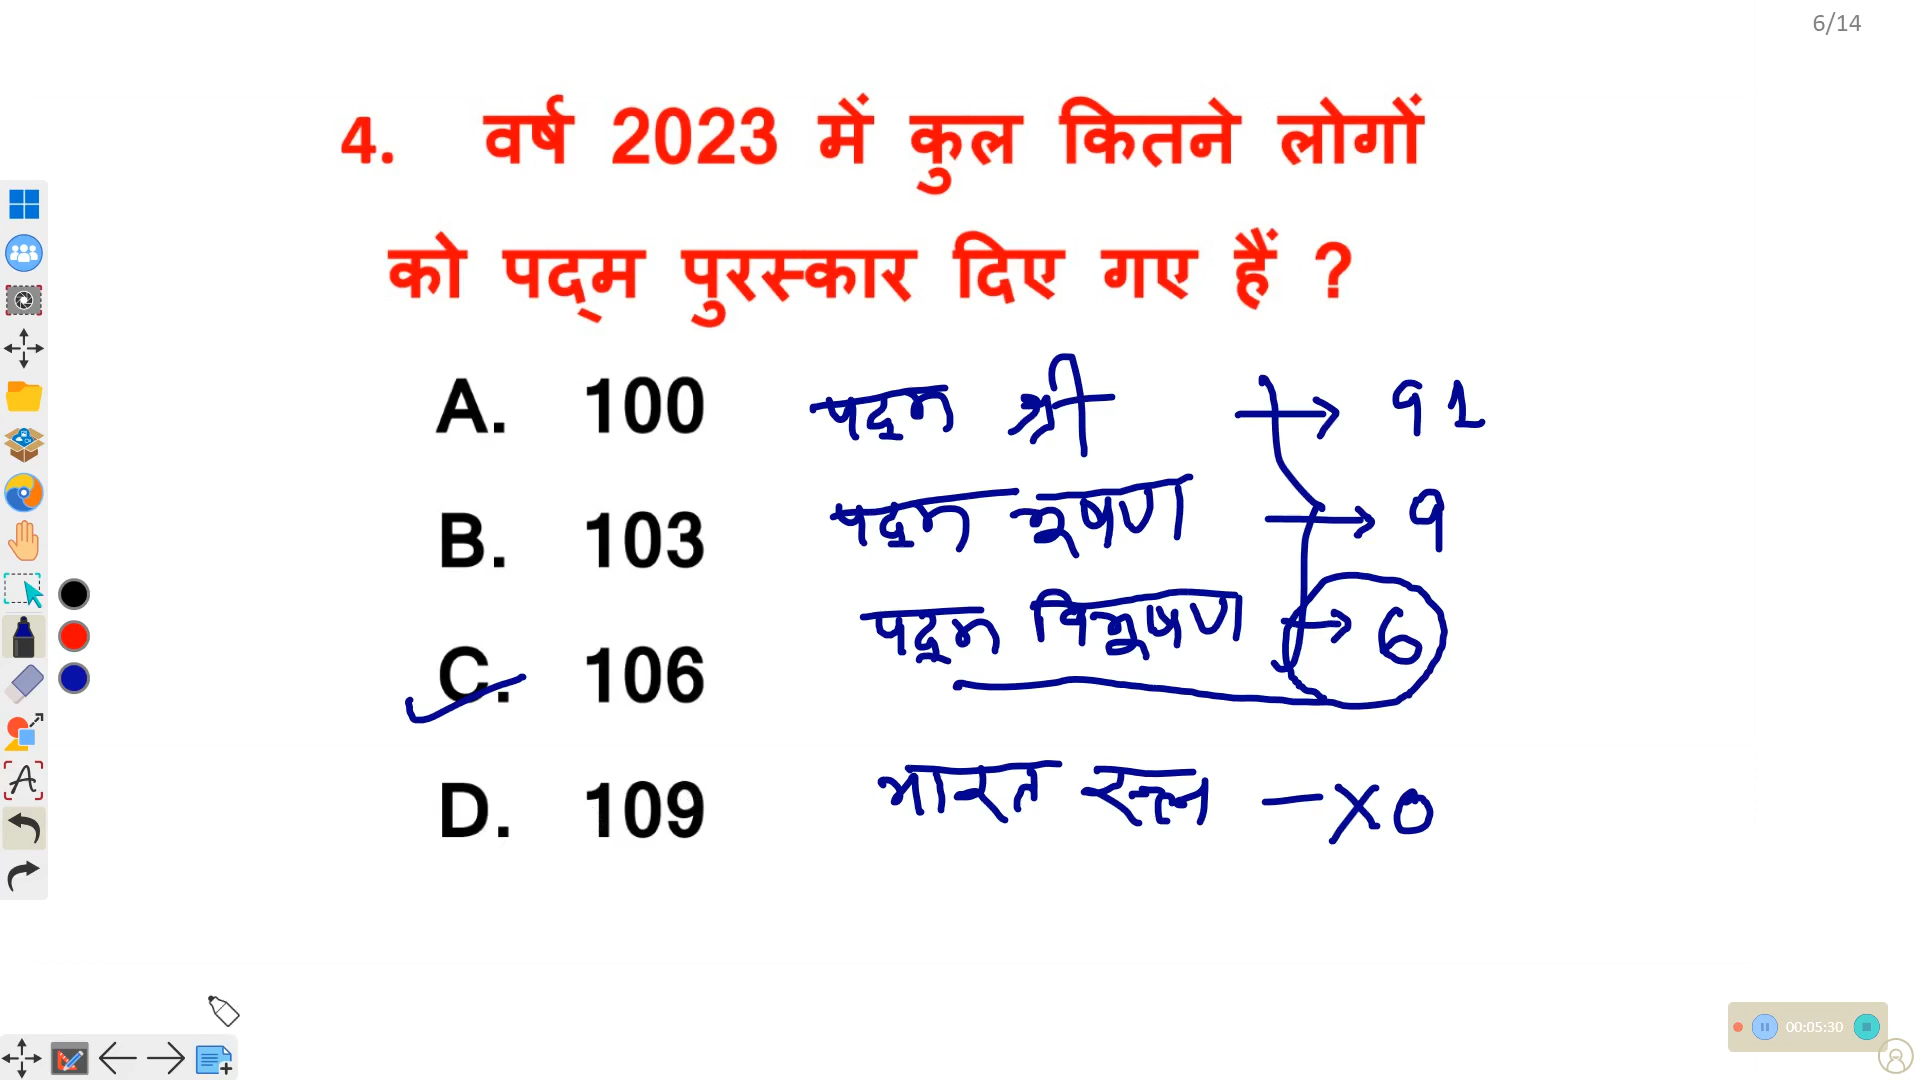 6/14
4. वर्ष 2023 में कुल कितने लोगों
को पद्म पुरस्कार दिए गए हैं ?
A. 100
पद्म श्री → 91
B. 103
पद्म भूषण → 9
C. 106
पद्म विभूषण → 6
D. 109
भारत रत्न - X 0
00:05:30